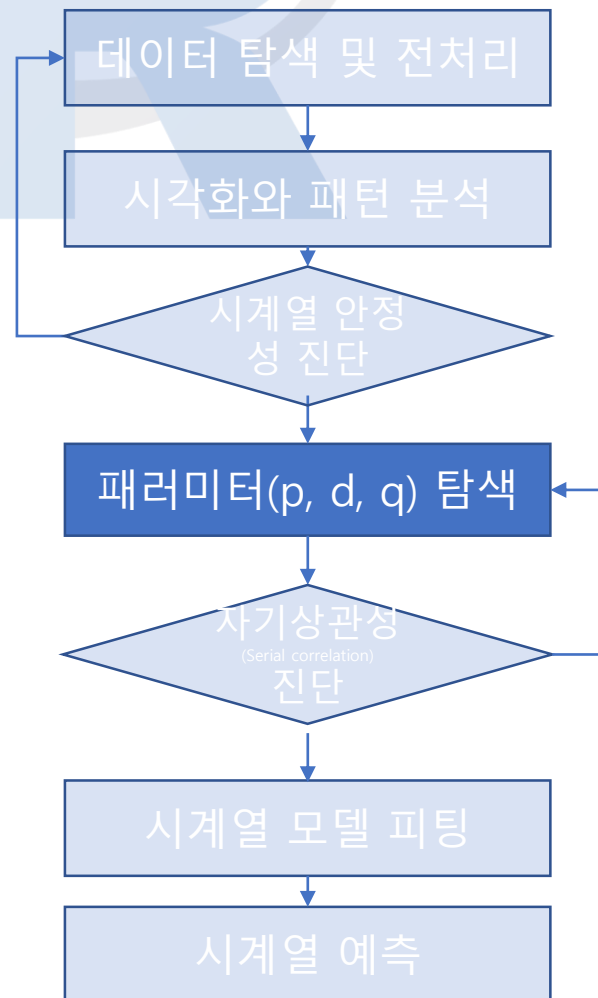 데이터 탐색 및 전처리
시각화와 패턴 분석
시계열 안정
성 진단
패러미터(p, d, q) 탐색
자기상관성
(Serial correlation)
진단
시계열 모델 피팅
시계열 예측